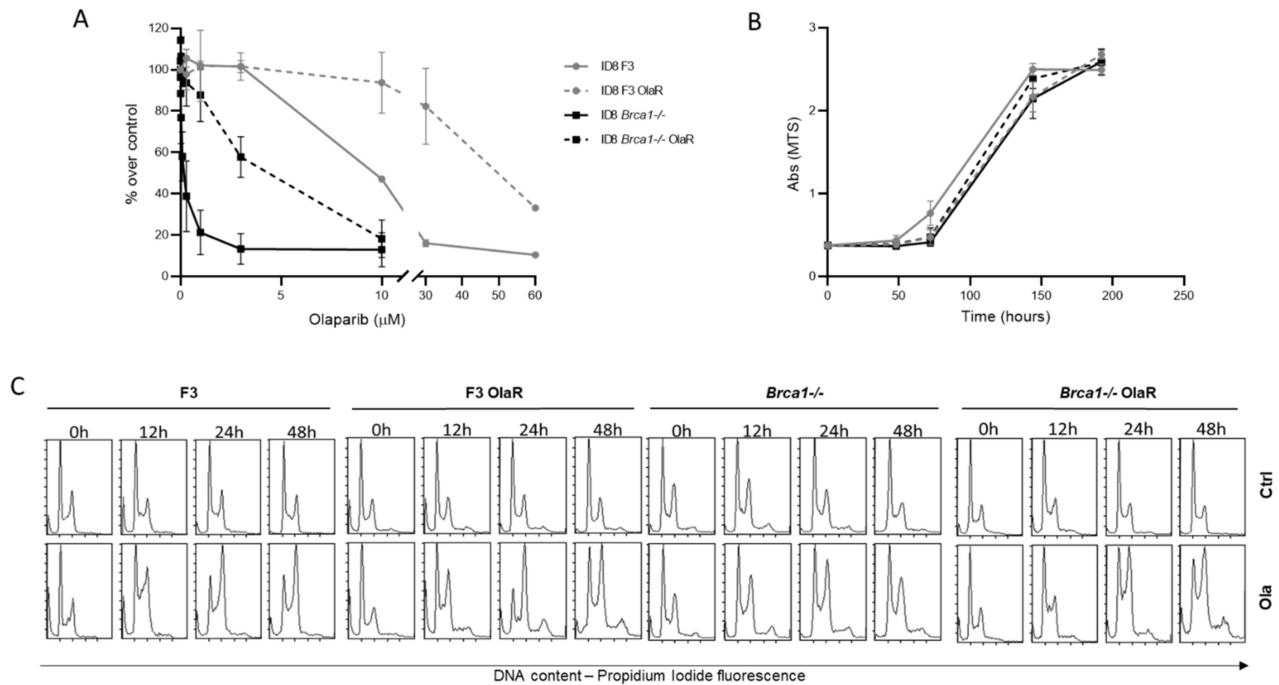 A
120
100
80
60
40
20
0
% over control
0 5 10 30 40 50 60
Olaparib (μM)
ID8 F3
ID8 F3 OlaR
ID8 Brca1-/-
ID8 Brca1-/- OlaR
B
3
2
1
0
Abs (MTS)
0 50 100 150 200 250
Time (hours)
C
F3 F3 OlaR Brca1-/- Brca1-/- OlaR
0h 12h 24h 48h 0h 12h 24h 48h 0h 12h 24h 48h 0h 12h 24h 48h
Ctrl
Ola
DNA content – Propidium Iodide fluorescence